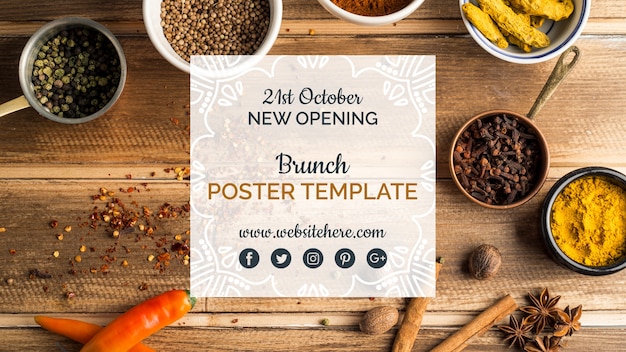 21st October
NEW OPENING
Brunch
POSTER TEMPLATE
www.websitehere.com